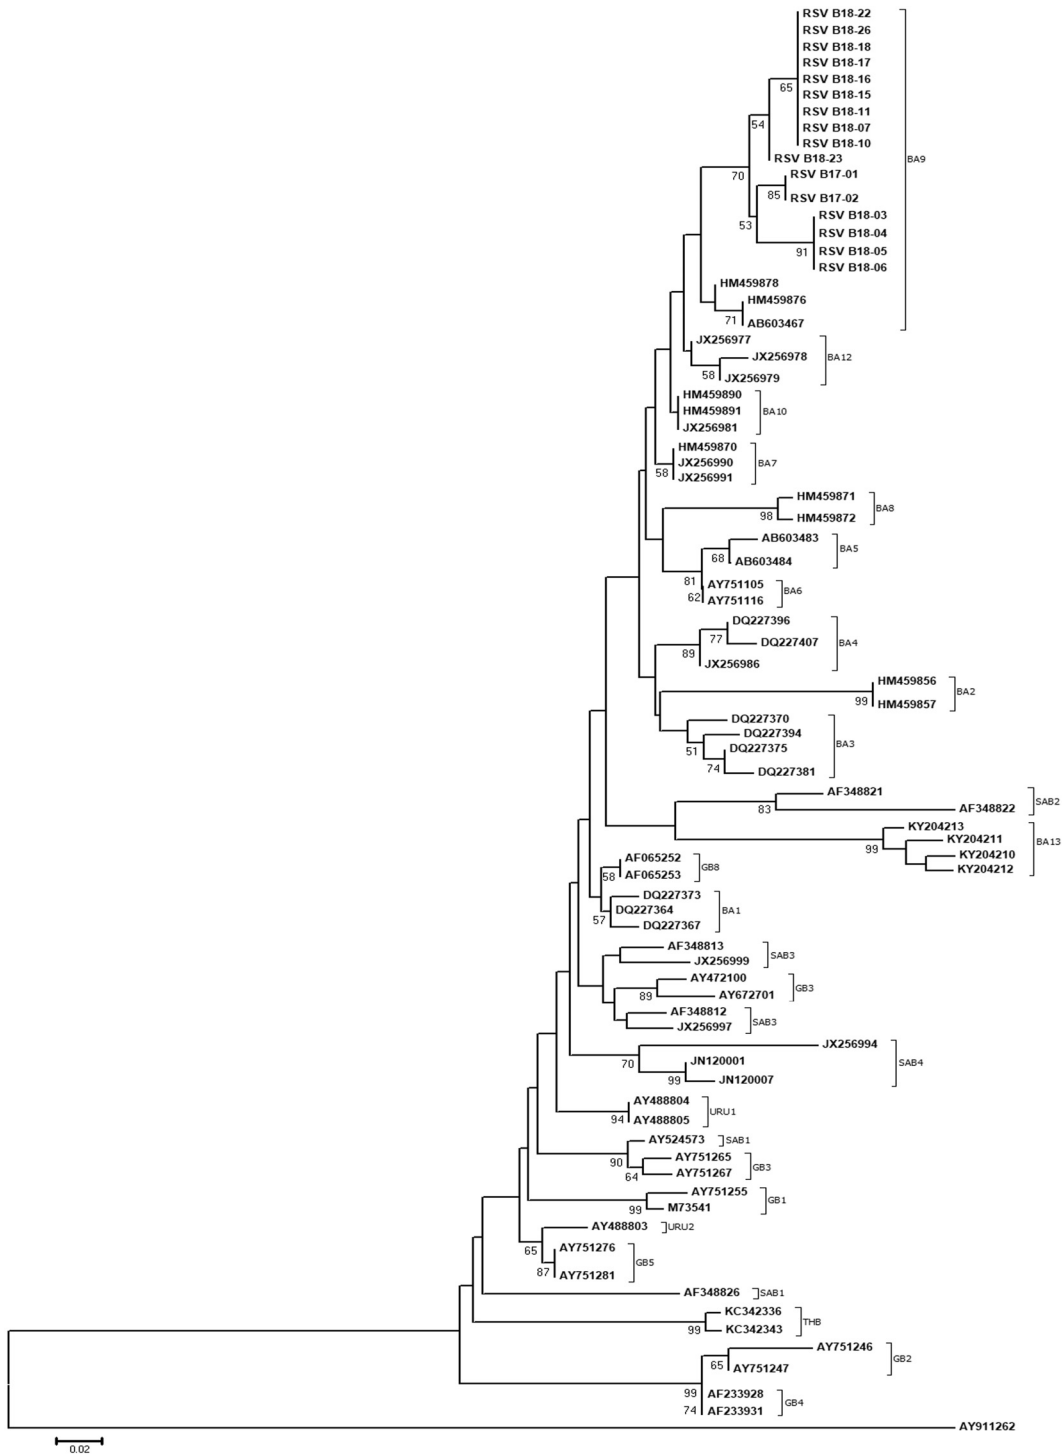 RSV B18-22
RSV B18-26
RSV B18-18
RSV B18-17
RSV B18-16
65
RSV B18-15
RSV B18-11
54
RSV B18-07
RSV B18-10
RSV B18-23
BA9
70
RSV B17-01
85
RSV B17-02
RSV B18-03
53
RSV B18-04
91
RSV B18-05
RSV B18-06
HM459878
HM459876
71
AB603467
JX256977
JX256978
BA12
58
JX256979
HM459890
HM459891
BA10
JX256981
HM459870
JX256990
BA7
58
JX256991
HM459871
BA8
98
HM459872
AB603483
BA5
68
AB603484
81
AY751105
BA6
62
AY751116
DQ227396
77
DQ227407
BA4
89
JX256986
HM459856
BA2
99
HM459857
DQ227370
DQ227394
BA3
51
DQ227375
74
DQ227381
AF348821
SAB2
83
AF348822
KY204213
KY204211
BA13
99
KY204210
KY204212
AF065252
GB8
58
AF065253
DQ227373
DQ227364
BA1
57
DQ227367
AF348813
SAB3
JX256999
AY472100
GB3
89
AY672701
AF348812
SAB3
JX256997
JX256994
70
JN120001
SAB4
99
JN120007
AY488804
URU1
94
AY488805
AY524573
SAB1
90
AY751265
GB3
64
AY751267
AY751255
GB1
99
M73541
AY488803
URU2
65
AY751276
GB5
87
AY751281
AF348826
SAB1
KC342336
THB
99
KC342343
AY751246
GB2
65
AY751247
99
AF233928
GB4
74
AF233931
AY911262
0.02